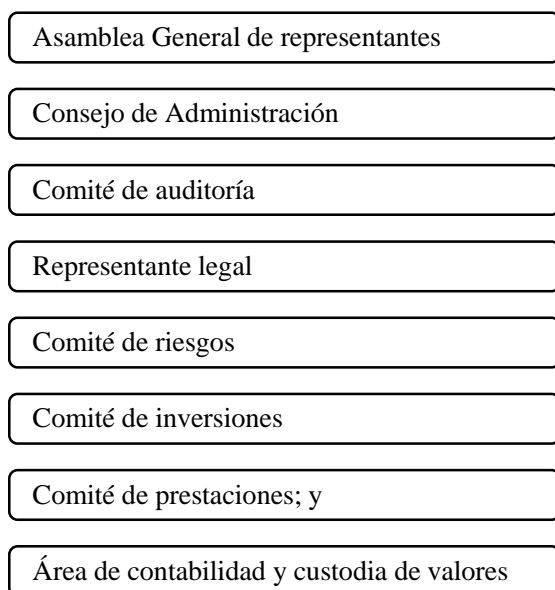 Asamblea General de representantes
Consejo de Administración
Comité de auditoría
Representante legal
Comité de riesgos
Comité de inversiones
Comité de prestaciones; y
Área de contabilidad y custodia de valores